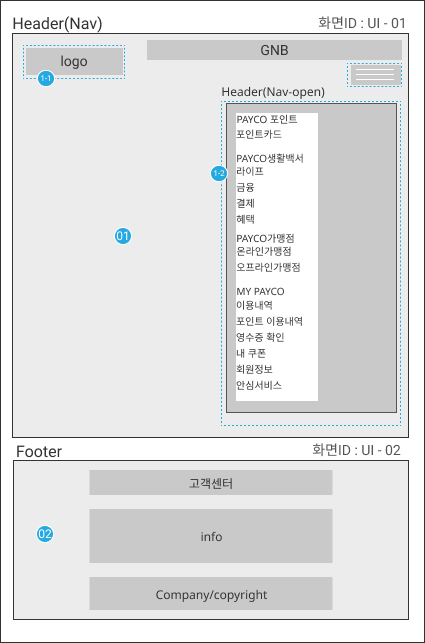 Header(Nav)
화면ID : UI - 01
GNB
logo
1-1
Header(Nav-open)
PAYCO 포인트
포인트카드
PAYCO생활백서
라이프
1-2
금융
결제
혜택
01
PAYCO가맹점
온라인가맹점
오프라인가맹점
MY PAYCO
이용내역
포인트 이용내역
영수증 확인
내 쿠폰
회원정보
안심서비스
Footer
화면ID : UI - 02
고객센터
02
info
Company/copyright